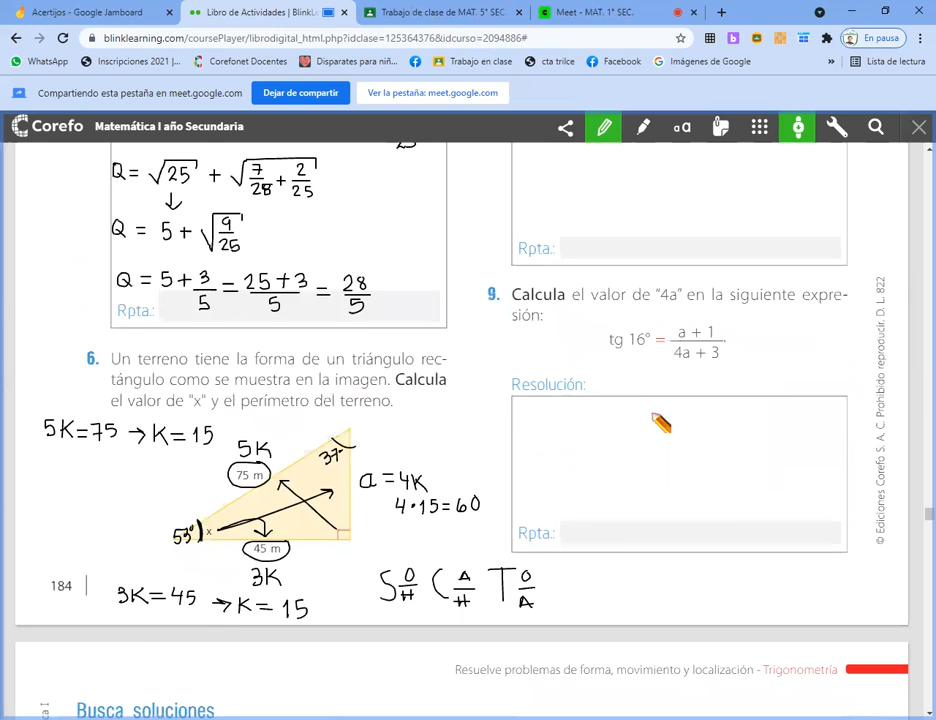 Acertijos - Google Jamboard
Libro de Actividades | BlinkLe
Trabajo de clase de MAT. 5° SEC.
Meet - MAT. 1° SEC.
blinklearning.com/coursePlayer/librodigital_html.php?idclase=125364376&idcurso=2094886#
En pausa
WhatsApp
Inscripciones 2021 |...
Corefonet Docentes
Disparates para niñ...
Trabajo en clase
cta trilce
Facebook
Imágenes de Google
»
Lista de lectura
Compartiendo esta pestaña en meet.google.com
Dejar de compartir
Ver la pestaña: meet.google.com
Corefo
Matemática I año Secundaria
aa
Q = √25 + √7/28 + 2/25
↓
Q = 5 + √9/25
Q = 5 + 3/5 = 25+3/5 = 28/5
Rpta.:
6. Un terreno tiene la forma de un triángulo rec-
tángulo como se muestra en la imagen. Calcula
el valor de "x" y el perímetro del terreno.
5K=75 → K=15
5K
75 m
37°
a = 4K
4·15=60
53°
x
45 m
3K
3K=45 → K=15
S O/H C A/H T O/A
184
Rpta.:
9. Calcula el valor de "4a" en la siguiente expre-
sión:
tg 16° = a + 1/4a + 3.
Resolución:
Rpta.:
© Ediciones Corefo S. A. C. Prohibido reproducir. D. L. 822
Resuelve problemas de forma, movimiento y localización - Trigonometría
Busca soluciones